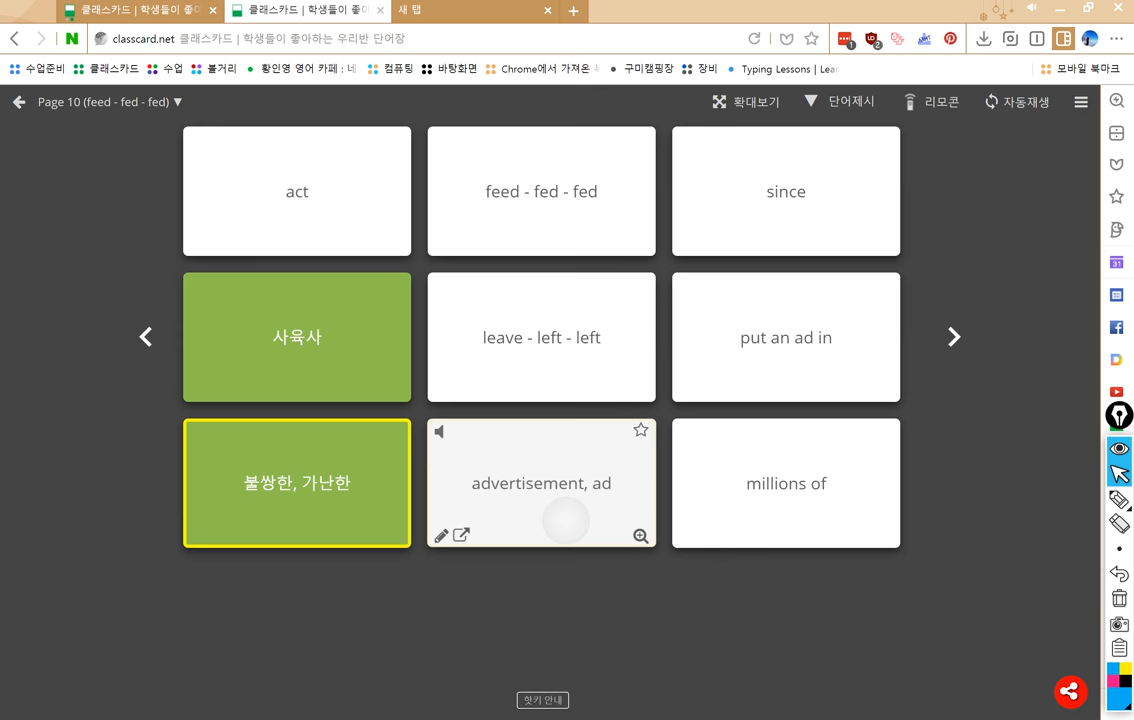 클래스카드 | 학생들이 좋아
클래스카드 | 학생들이 좋아
새 탭
classcard.net 클래스카드 | 학생들이 좋아하는 우리반 단어장
수업준비 클래스카드 수업 볼거리 황인영 영어 카페 : 네 컴퓨팅 바탕화면 Chrome에서 가져온 구미캠핑장 장비 Typing Lessons | Lear 모바일 북마크
Page 10 (feed - fed - fed) ▼ 확대보기 ▼ 단어제시 리모콘 자동재생
act
feed - fed - fed
since
사육사
leave - left - left
put an ad in
불쌍한, 가난한
advertisement, ad
millions of
핫키 안내
1
2
31